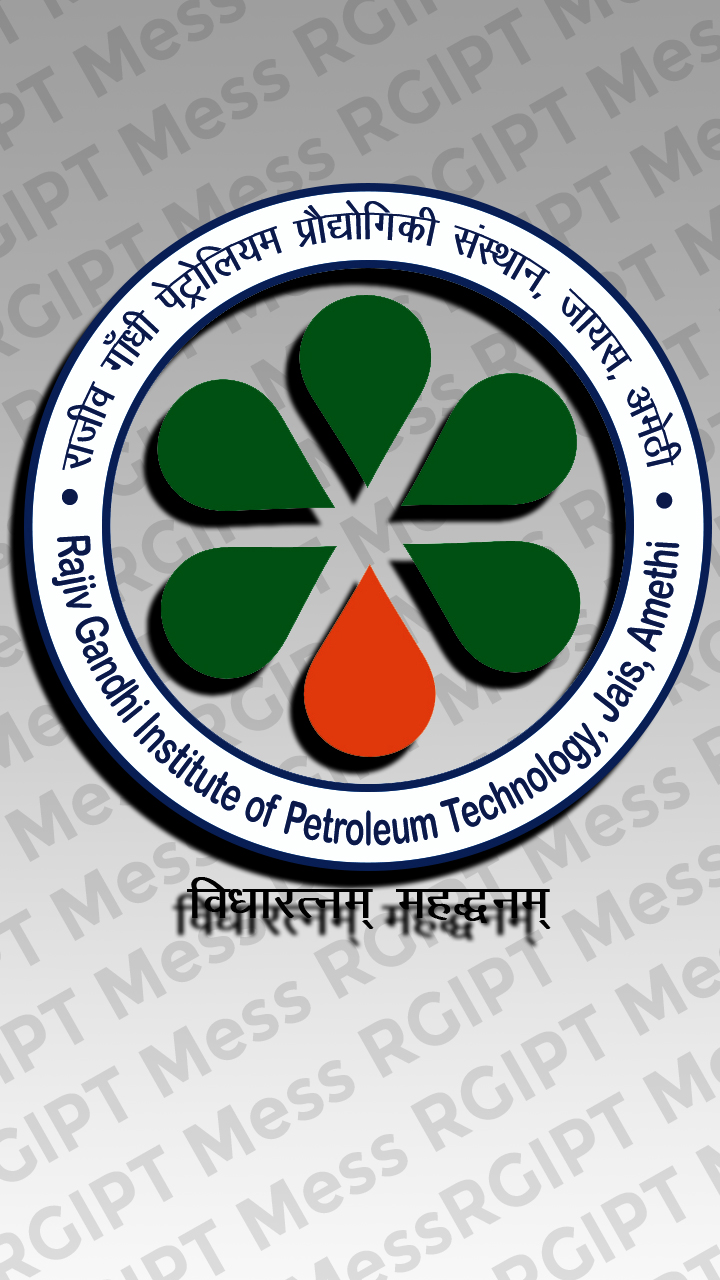 राजीव गाँधी पेट्रोलियम प्रौद्योगिकी संस्थान, जायस, अमेठी
Rajiv Gandhi Institute of Petroleum Technology, Jais, Amethi
विधारत्नम् महद्धनम्
RGIPT Mess